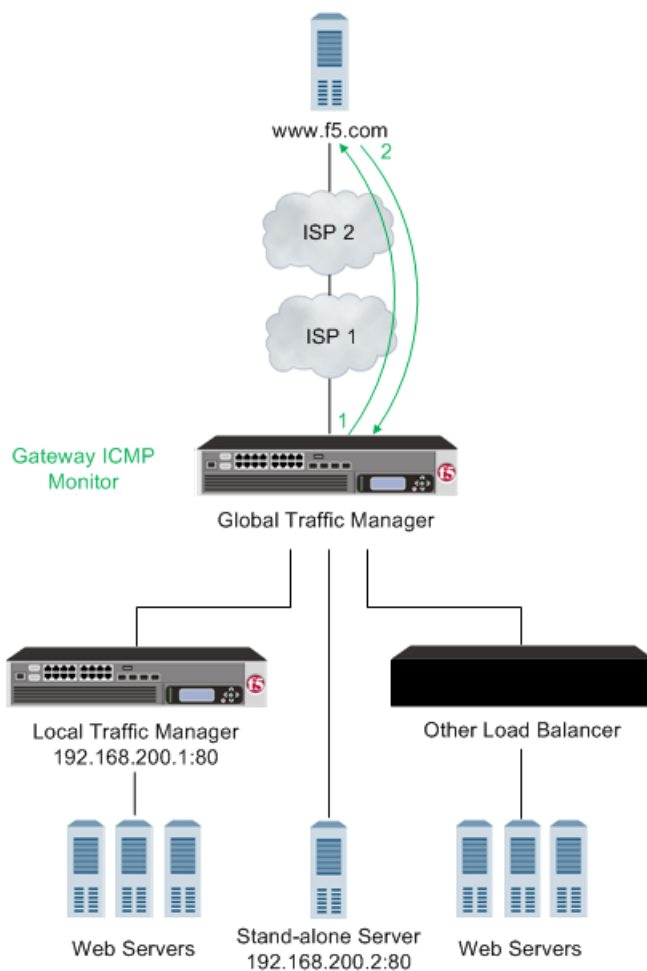 www.f5.com
2
ISP 2
ISP 1
1
Gateway ICMP
Monitor
f5
Global Traffic Manager
f5
Local Traffic Manager
192.168.200.1:80
Other Load Balancer
Web Servers
Stand-alone Server
192.168.200.2:80
Web Servers